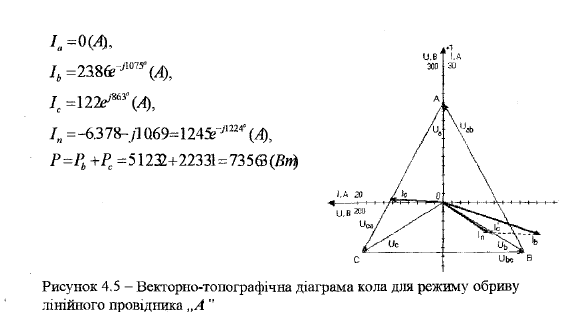 I_a=0(A),
I_b=23.86e^{-j107.5°}(A),
I_c=12.2e^{j86.3°}(A),
I_n=-6.378-j10.69=12.45e^{-j122.4°}(A),
P=P_b+P_c=5123.2+2233.1=7356.3(Вт)
+1
U,B I,A
300 30
A
U_a U_ab
I,A 20
U,B 200
I_c 0
U_ca U_c I_n I_c I_b
U_b
C U_bc B
Рисунок 4.5 – Векторно-топографічна діаграма кола для режиму обриву
лінійного провідника „А"